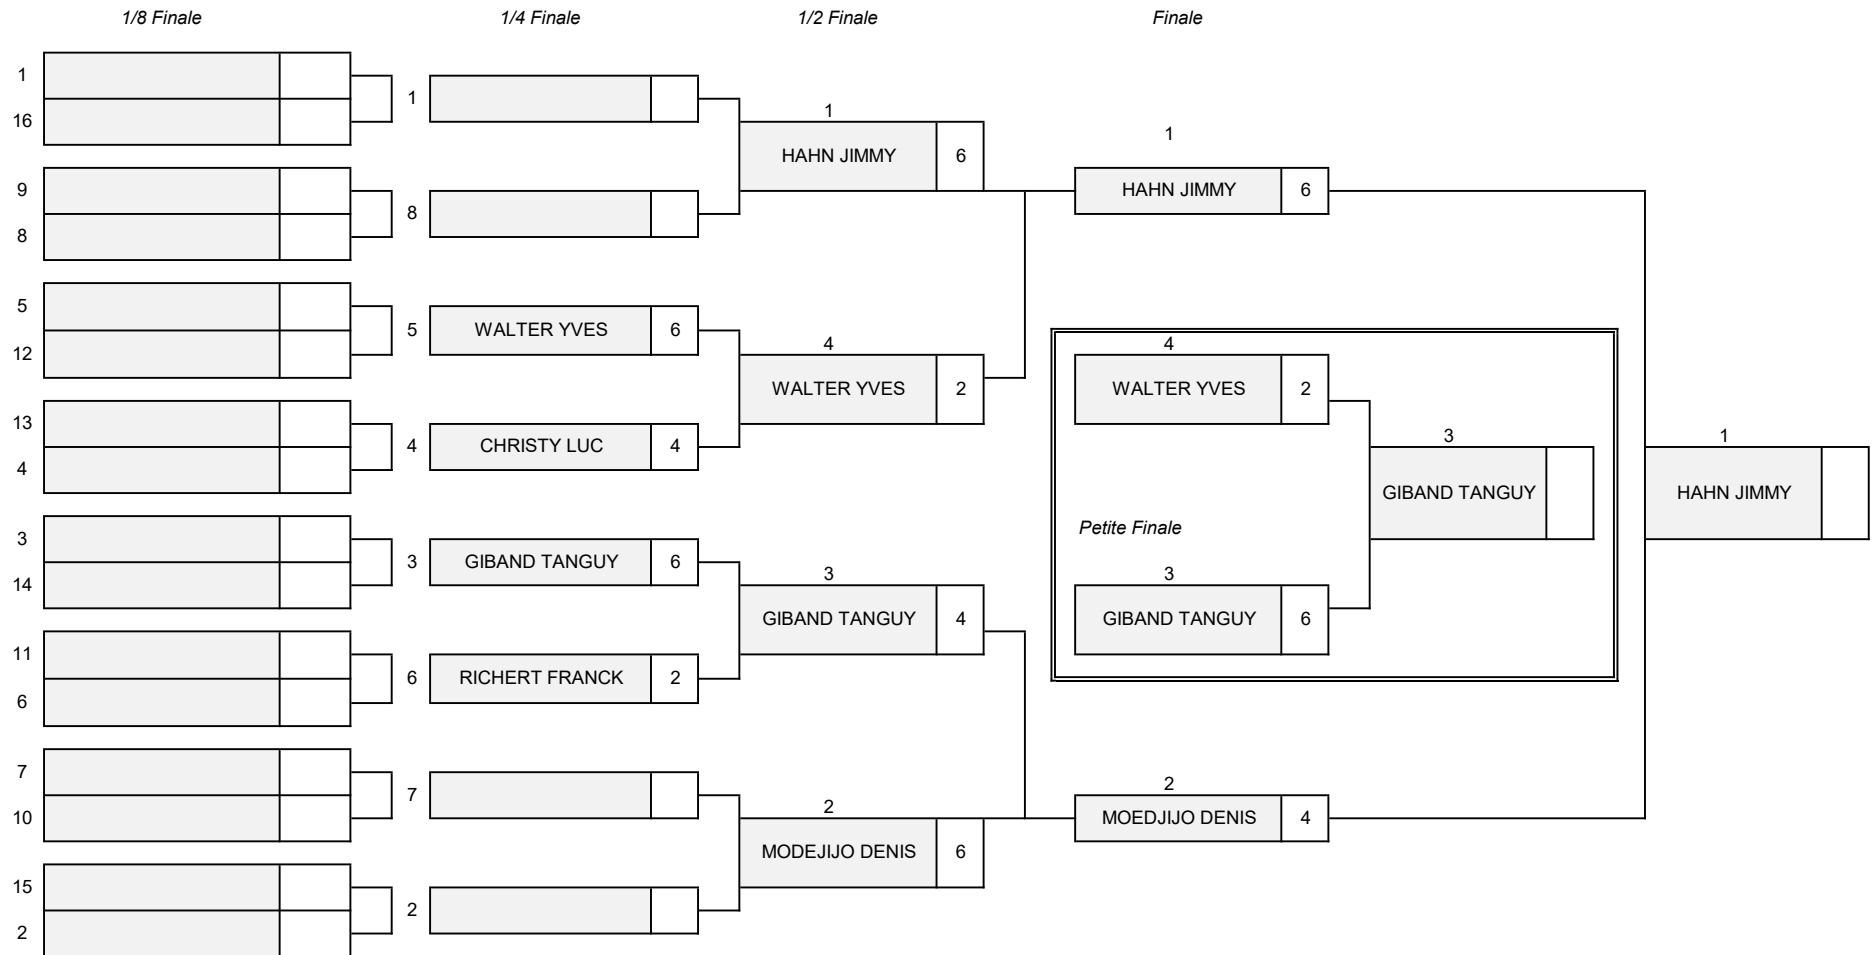 1/8 Finale
1/4 Finale
1/2 Finale
Finale
1
16
9
8
5
12
13
4
3
14
11
6
7
10
15
2
1
8
5 WALTER YVES 6
4 CHRISTY LUC 4
3 GIBAND TANGUY 6
6 RICHERT FRANCK 2
7
2
1
HAHN JIMMY 6
4
WALTER YVES 2
3
GIBAND TANGUY 4
2
MODEJIJO DENIS 6
1
HAHN JIMMY 6
4
WALTER YVES 2
Petite Finale
3
GIBAND TANGUY 6
3
GIBAND TANGUY
2
MOEDJIJO DENIS 4
1
HAHN JIMMY